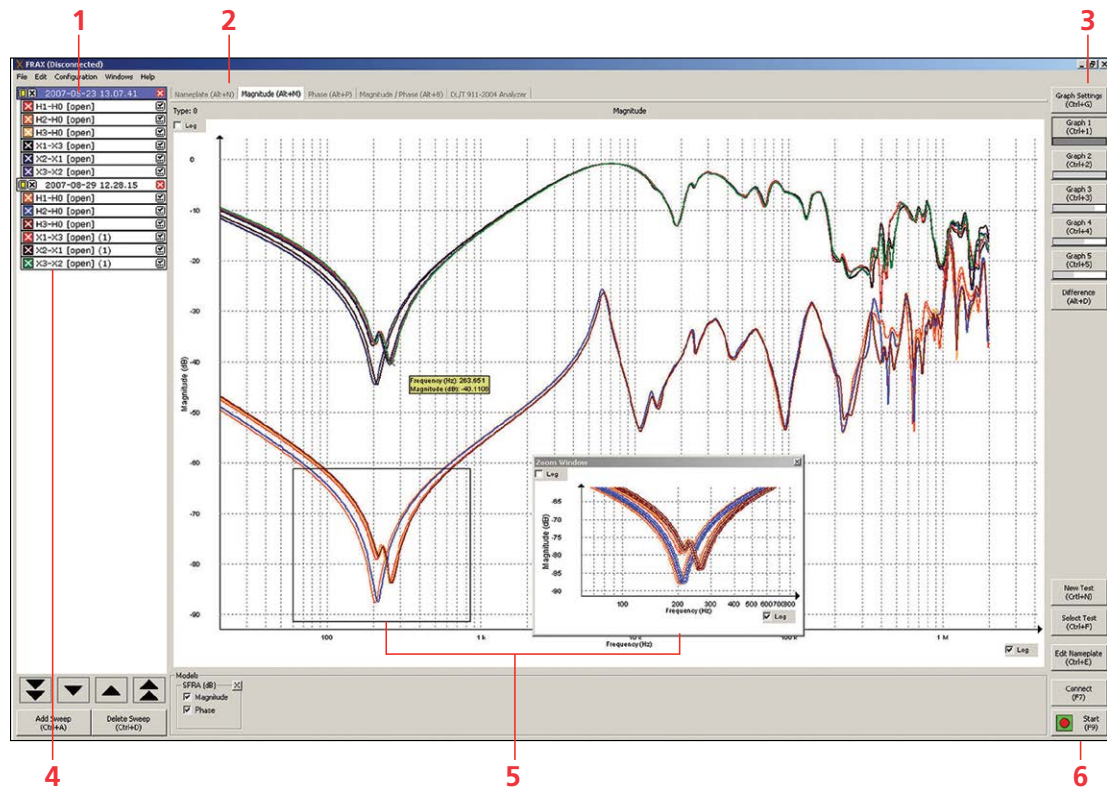 1
2
3
FRAX (Disconnected)
File Edit Configuration Windows Help
2007-05-23 13.07.41
H1-H0 [open]
H2-H0 [open]
H3-H0 [open]
X1-X3 [open]
X2-X1 [open]
X3-X2 [open]
2007-08-29 12.28.15
H1-H0 [open]
H2-H0 [open]
H3-H0 [open]
X1-X3 [open] (1)
X2-X1 [open] (1)
X3-X2 [open] (1)
Add Sweep (Ctrl+A)
Delete Sweep (Ctrl+D)
Nameplate (Alt+N) Magnitude (Alt+M) Phase (Alt+P) Magnitude / Phase (Alt+B) DL/T 911-2004 Analyzer
Type: 0
Magnitude
Log
0
-10
-20
-30
-40
-50
-60
-70
-80
-90
Magnitude (dB)
Frequency (Hz): 263.651
Magnitude (dB): -40.1106
Zoom Window
Log
-65
-70
-75
-80
-85
-90
Magnitude (dB)
100 200 300 400 500 600 700 800
Frequency (Hz)
Log
100 1 k 10 k 100 k 1 M
Frequency (Hz)
Log
Models
SFRA (dB)
Magnitude
Phase
Graph Settings (Ctrl+G)
Graph 1 (Ctrl+1)
Graph 2 (Ctrl+2)
Graph 3 (Ctrl+3)
Graph 4 (Ctrl+4)
Graph 5 (Ctrl+5)
Difference (Alt+D)
New Test (Crtl+N)
Select Test (Ctrl+F)
Edit Nameplate (Ctrl+E)
Connect (F7)
Start (F9)
4
5
6